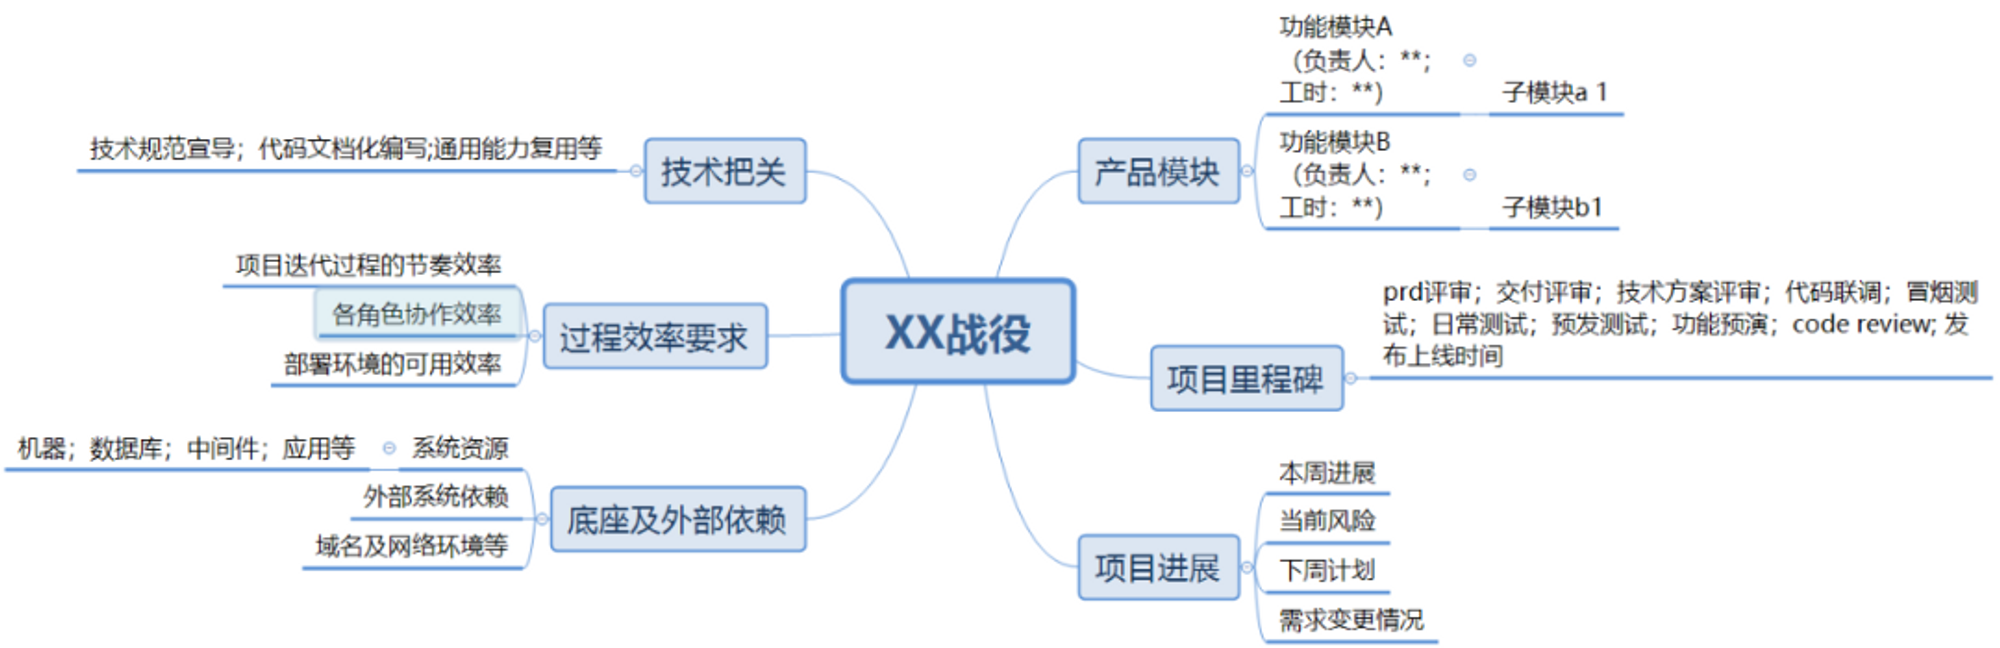 功能模块A
（负责人：**；
工时：**)
子模块a 1
功能模块B
（负责人：**；
工时：**)
子模块b1
产品模块
技术规范宣导；代码文档化编写;通用能力复用等
技术把关
项目迭代过程的节奏效率
各角色协作效率
部署环境的可用效率
过程效率要求
XX战役
prd评审；交付评审；技术方案评审；代码联调；冒烟测
试；日常测试；预发测试；功能预演；code review; 发
布上线时间
项目里程碑
机器；数据库；中间件；应用等
系统资源
外部系统依赖
域名及网络环境等
底座及外部依赖
本周进展
当前风险
下周计划
需求变更情况
项目进展